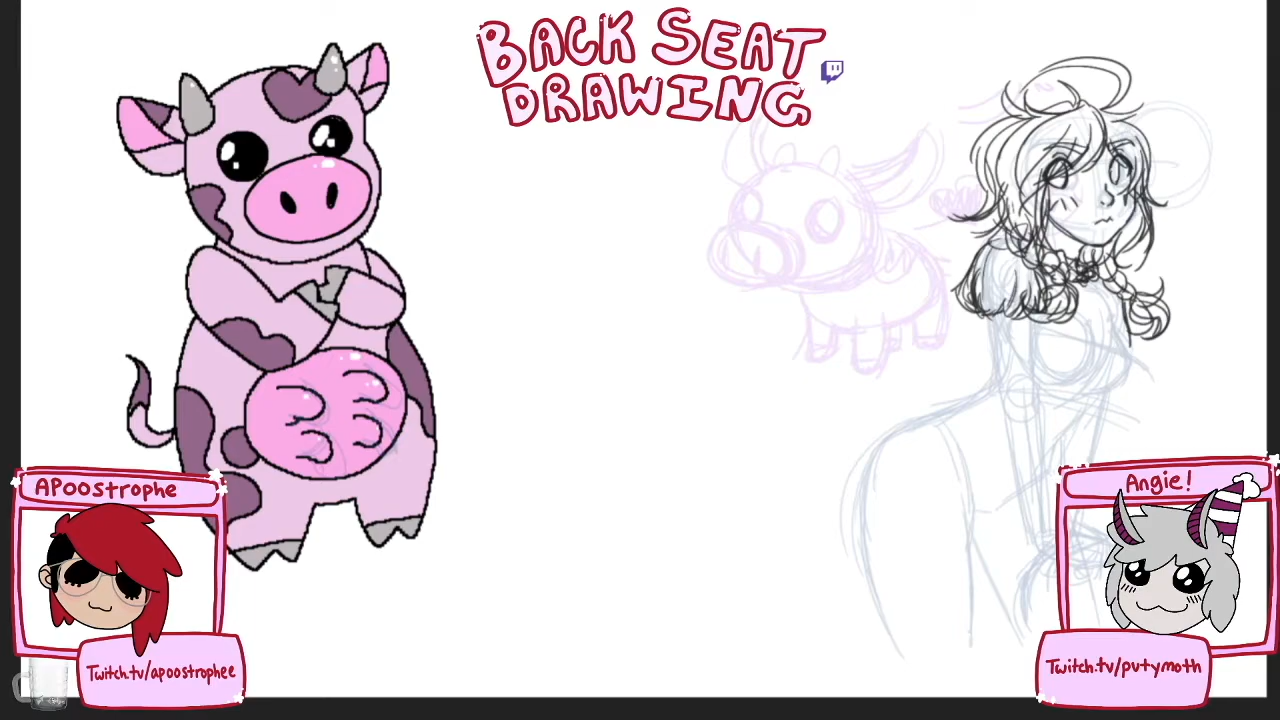 BACK SEAT
DRAWING
APOOSTROPHE
Angie!
Twitch.tv/apoostrophee
Twitch.tv/putymoth